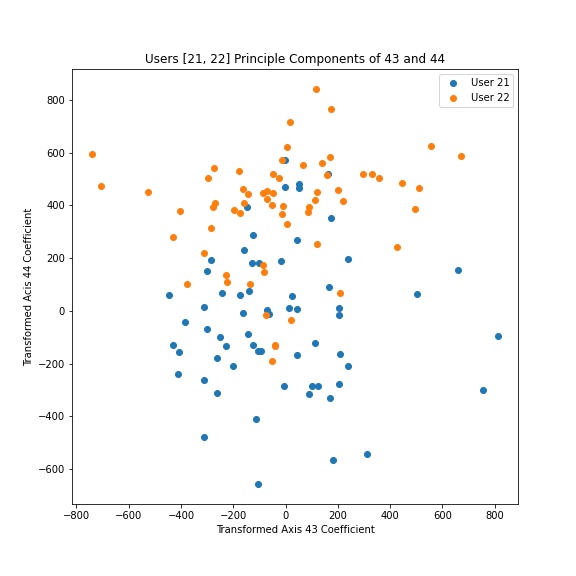 Users [21, 22] Principle Components of 43 and 44
User 21
User 22
Transformed Acis 44 Coefficient
800
600
400
200
0
−200
−400
−600
−800 −600 −400 −200 0 200 400 600 800
Transformed Axis 43 Coefficient